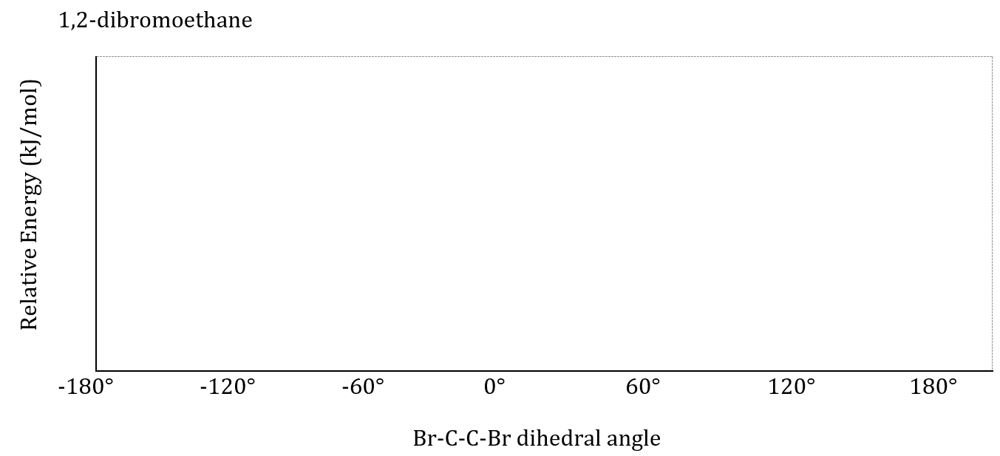 1,2-dibromoethane
Relative Energy (kJ/mol)
-180° -120° -60° 0° 60° 120° 180°
Br-C-C-Br dihedral angle